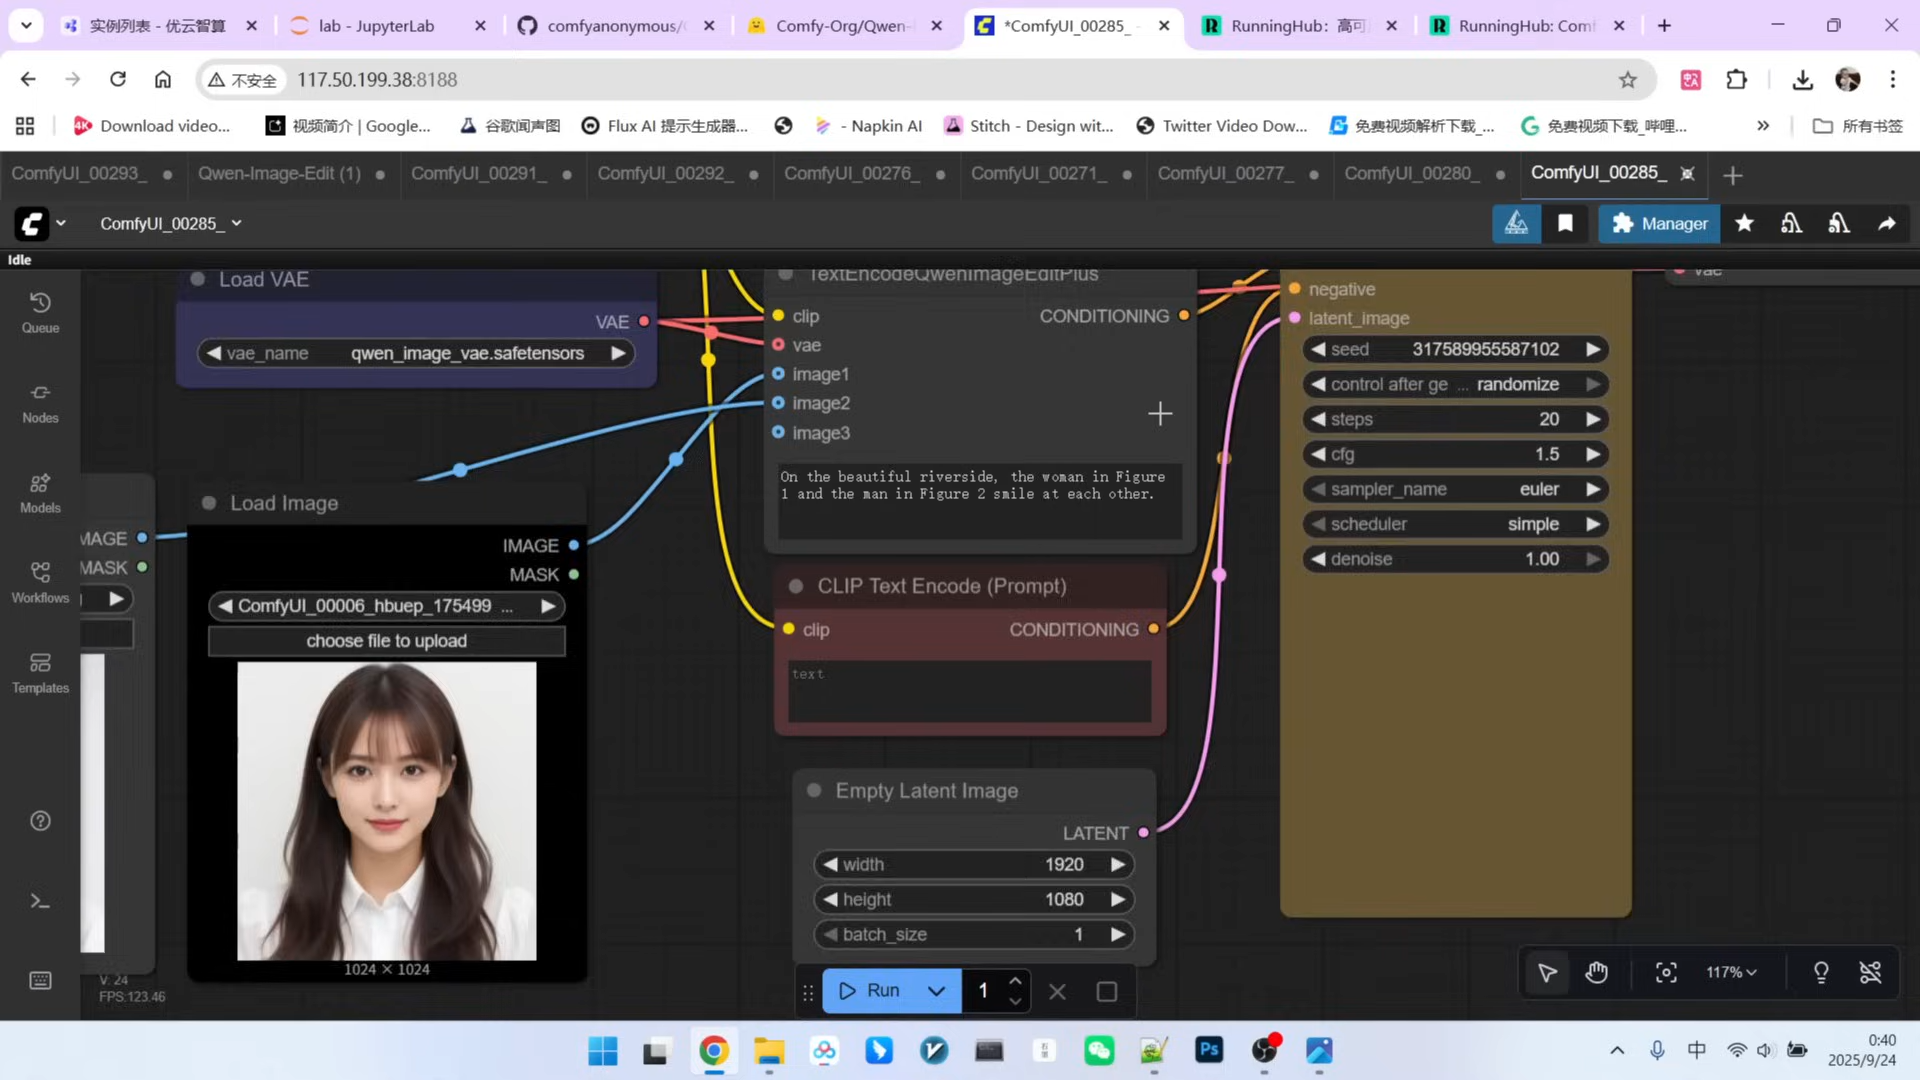 实例列表 - 优云智算
lab - JupyterLab
comfyanonymous/
Comfy-Org/Qwen-
*ComfyUI_00285_
RunningHub：高可
RunningHub: Comf
不安全
117.50.199.38:8188
Download video...
视频简介 | Google...
谷歌闻声图
Flux AI 提示生成器...
- Napkin AI
Stitch - Design wit...
Twitter Video Dow...
免费视频解析下载_...
免费视频下载_哔哩...
»
所有书签
ComfyUI_00293_
Qwen-Image-Edit (1)
ComfyUI_00291_
ComfyUI_00292_
ComfyUI_00276_
ComfyUI_00271_
ComfyUI_00277_
ComfyUI_00280_
ComfyUI_00285_
ComfyUI_00285_
Manager
Idle
Queue
Nodes
Models
Workflows
Templates
Load VAE
VAE
vae_name qwen_image_vae.safetensors
MAGE
MASK
Load Image
IMAGE
MASK
ComfyUI_00006_hbuep_175499 ...
choose file to upload
1024 × 1024
V: 24
FPS:123.46
TextEncodeQwenImageEditPlus
clip CONDITIONING
vae
image1
image2
image3
On the beautiful riverside, the woman in Figure
1 and the man in Figure 2 smile at each other.
CLIP Text Encode (Prompt)
clip CONDITIONING
text
Empty Latent Image
LATENT
width 1920
height 1080
batch_size 1
Run
1
vae
negative
latent_image
seed 317589955587102
control after ge ... randomize
steps 20
cfg 1.5
sampler_name euler
scheduler simple
denoise 1.00
117%
Ps
中
0:40
2025/9/24